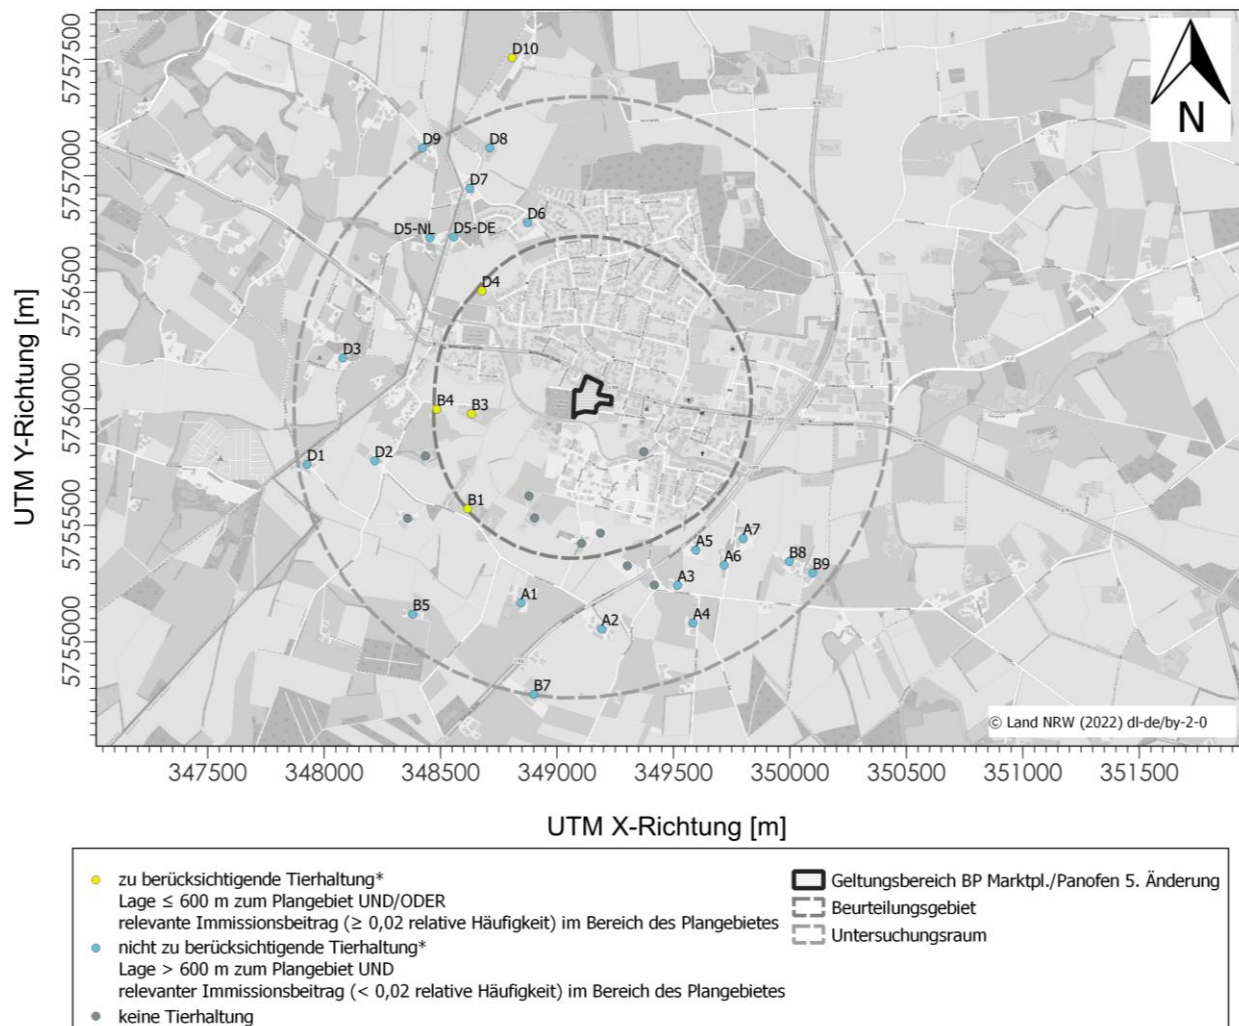 D10
N
D9
D8
D7
D6
D5-NL
D5-DE
D4
D3
B4
B3
D1
D2
B1
A7
A5
A6
B8
B9
A3
A1
B5
A2
A4
B7
© Land NRW (2022) dl-de/by-2-0
UTM Y-Richtung [m]
5757500
5757000
5756500
5756000
5755500
5755000
347500 348000 348500 349000 349500 350000 350500 351000 351500
UTM X-Richtung [m]
zu berücksichtigende Tierhaltung*
Lage ≤ 600 m zum Plangebiet UND/ODER
relevante Immissionsbeitrag (≥ 0,02 relative Häufigkeit) im Bereich des Plangebietes
nicht zu berücksichtigende Tierhaltung*
Lage > 600 m zum Plangebiet UND
relevanter Immissionsbeitrag (< 0,02 relative Häufigkeit) im Bereich des Plangebietes
keine Tierhaltung
Geltungsbereich BP Marktpl./Panofen 5. Änderung
Beurteilungsgebiet
Untersuchungsraum